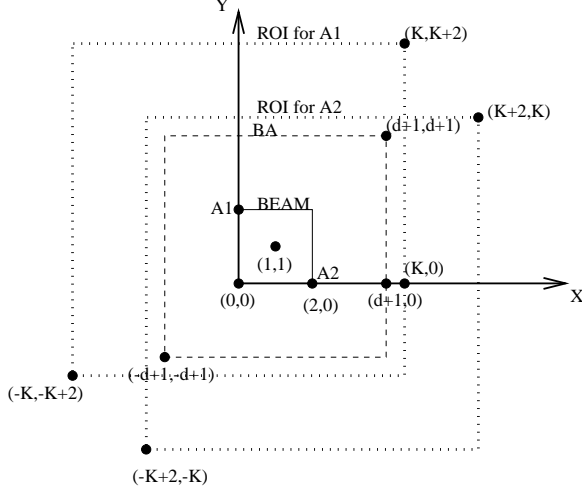 Y
ROI for A1
(K,K+2)
ROI for A2
(K+2,K)
BA
(d+1,d+1)
A1
BEAM
(1,1)
A2
(K,0)
(0,0)
(2,0)
(d+1,0)
X
(-d+1,-d+1)
(-K,-K+2)
(-K+2,-K)